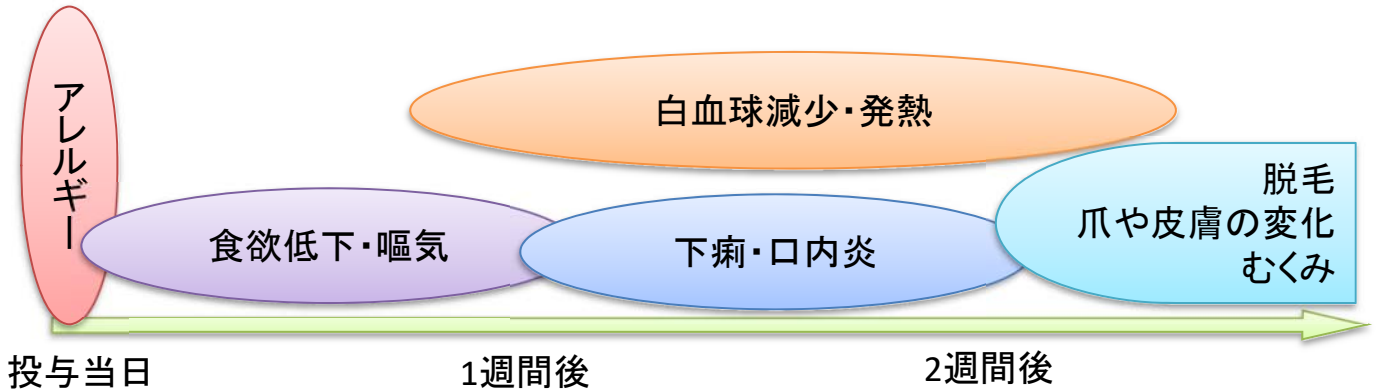 アレルギー
白血球減少・発熱
食欲低下・嘔気
下痢・口内炎
脱毛
爪や皮膚の変化
むくみ
投与当日
1週間後
2週間後